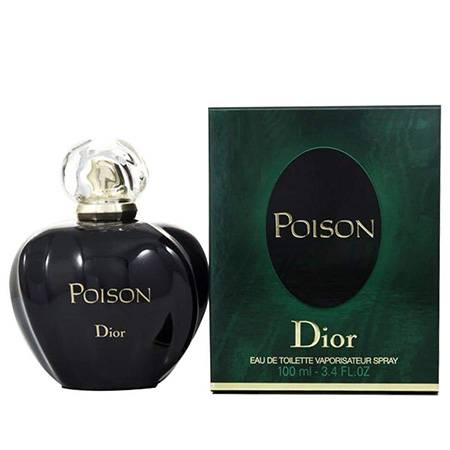 POISON
Dior
POISON
Dior
EAU DE TOILETTE VAPORISATEUR SPRAY
100 ml - 3.4 FL.OZ